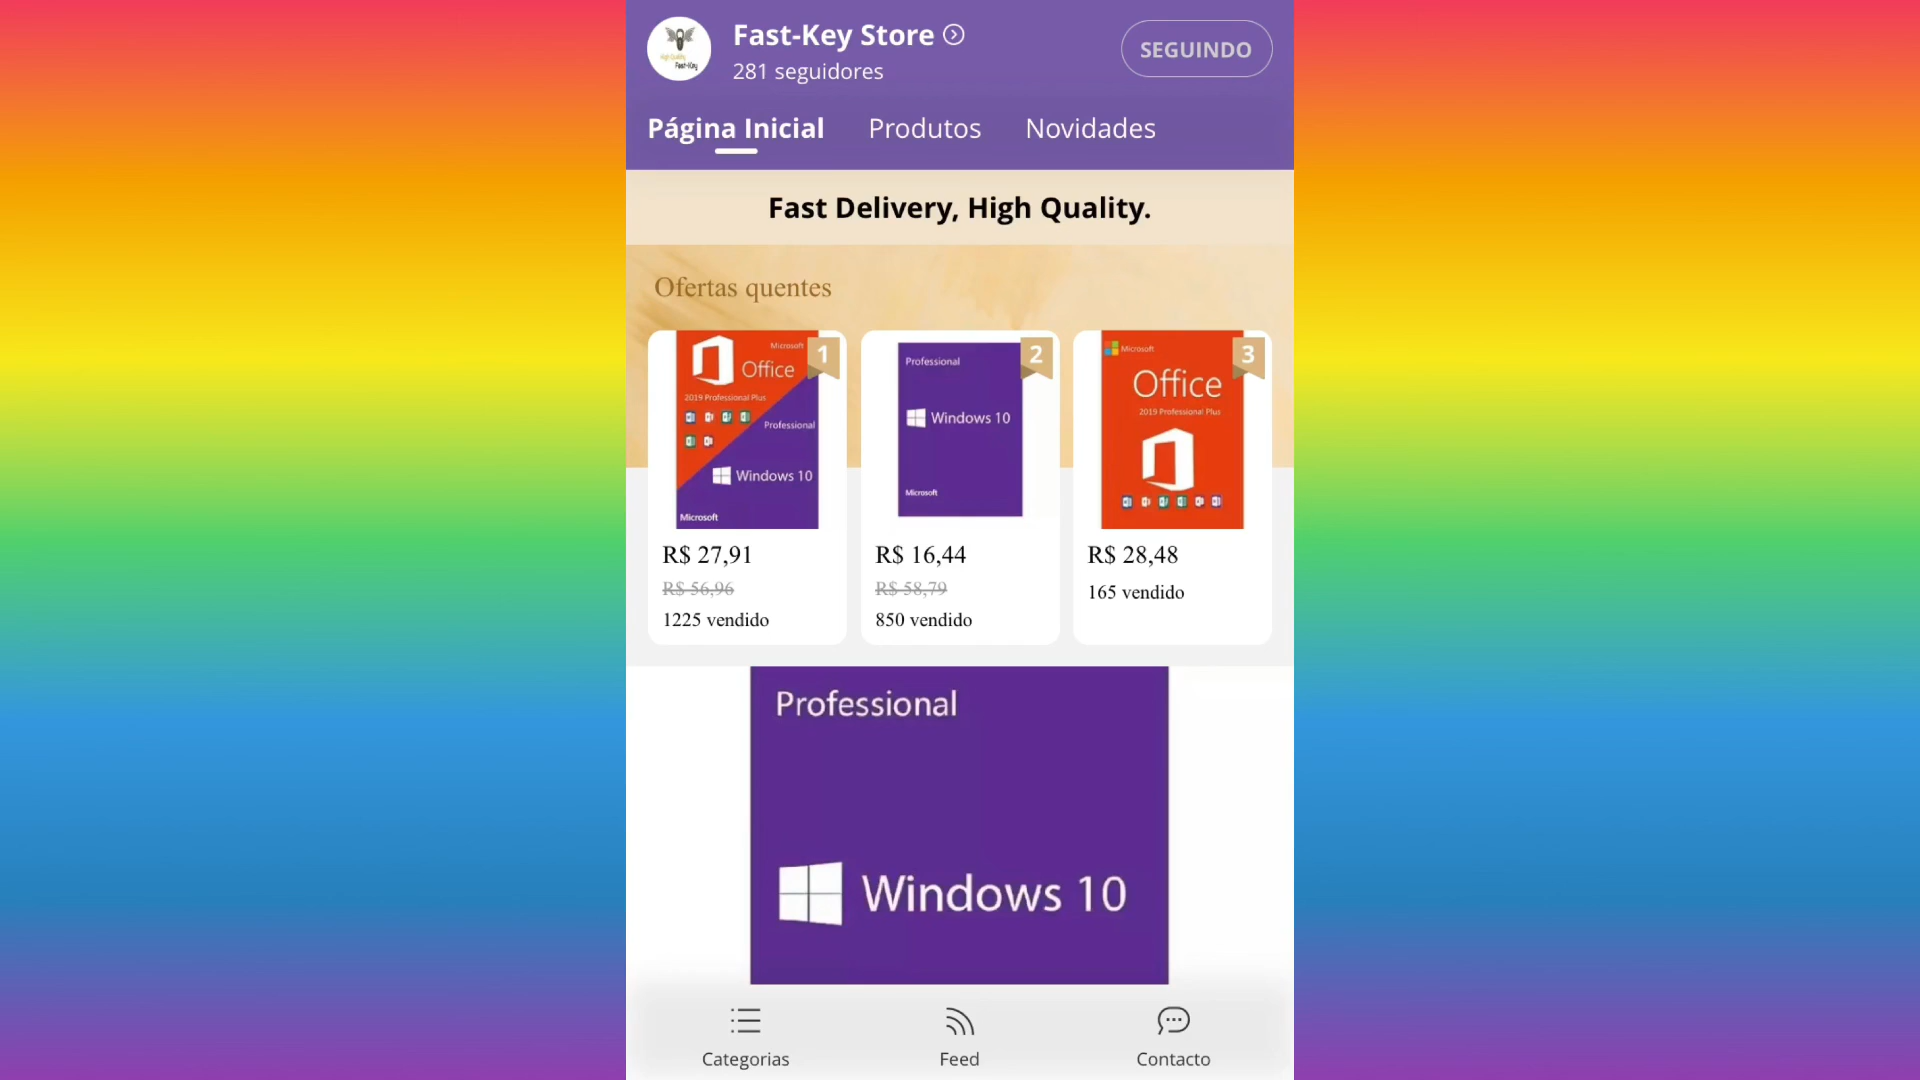 Fast-Key Store
281 seguidores
SEGUINDO
Página Inicial
Produtos
Novidades
Fast Delivery, High Quality.
Ofertas quentes
Microsoft
Office
2019 Professional Plus
Professional
Windows 10
Microsoft
1
R$ 27,91
R$ 56,96
1225 vendido
Professional
Windows 10
Microsoft
2
R$ 16,44
R$ 58,79
850 vendido
Microsoft
Office
2019 Professional Plus
3
R$ 28,48
165 vendido
Professional
Windows 10
Categorias
Feed
Contacto